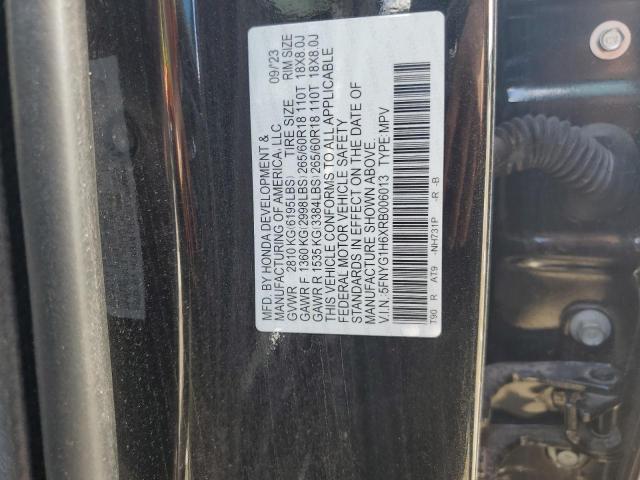 MFD. BY HONDA DEVELOPMENT &
MANUFACTURING OF AMERICA, LLC. 09/23
GVWR 2810 KG(6195LBS) TIRE SIZE RIM SIZE
GAWR F 1360 KG(2998LBS) 265/60R18 110T 18X8.0J
GAWR R 1535 KG(3384LBS) 265/60R18 110T 18X8.0J
THIS VEHICLE CONFORMS TO ALL APPLICABLE
FEDERAL MOTOR VEHICLE SAFETY
STANDARDS IN EFFECT ON THE DATE OF
MANUFACTURE SHOWN ABOVE.
V.I.N.:5FNYG1H6XRB006013 TYPE:MPV
T90 R AT9 -NH731P -R -B